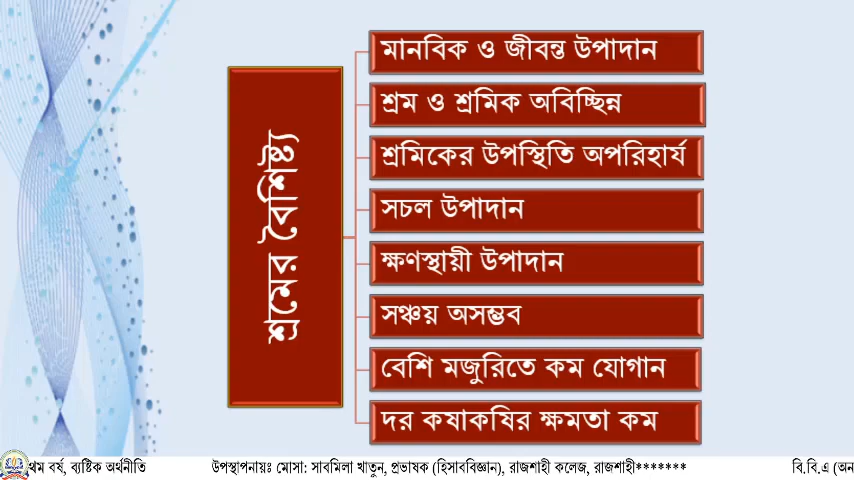 শ্রমের বৈশিষ্ট্য
মানবিক ও জীবন্ত উপাদান
শ্রম ও শ্রমিক অবিচ্ছিন্ন
শ্রমিকের উপস্থিতি অপরিহার্য
সচল উপাদান
ক্ষণস্থায়ী উপাদান
সঞ্চয় অসম্ভব
বেশি মজুরিতে কম যোগান
দর কষাকষির ক্ষমতা কম
বর্ষ, ব্যষ্টিক অর্থনীতি উপস্থাপনায়ঃ মোসা: সাবমিলা খাতুন, প্রভাষক (হিসাববিজ্ঞান), রাজশাহী কলেজ, রাজশাহী******* বি.বি.এ